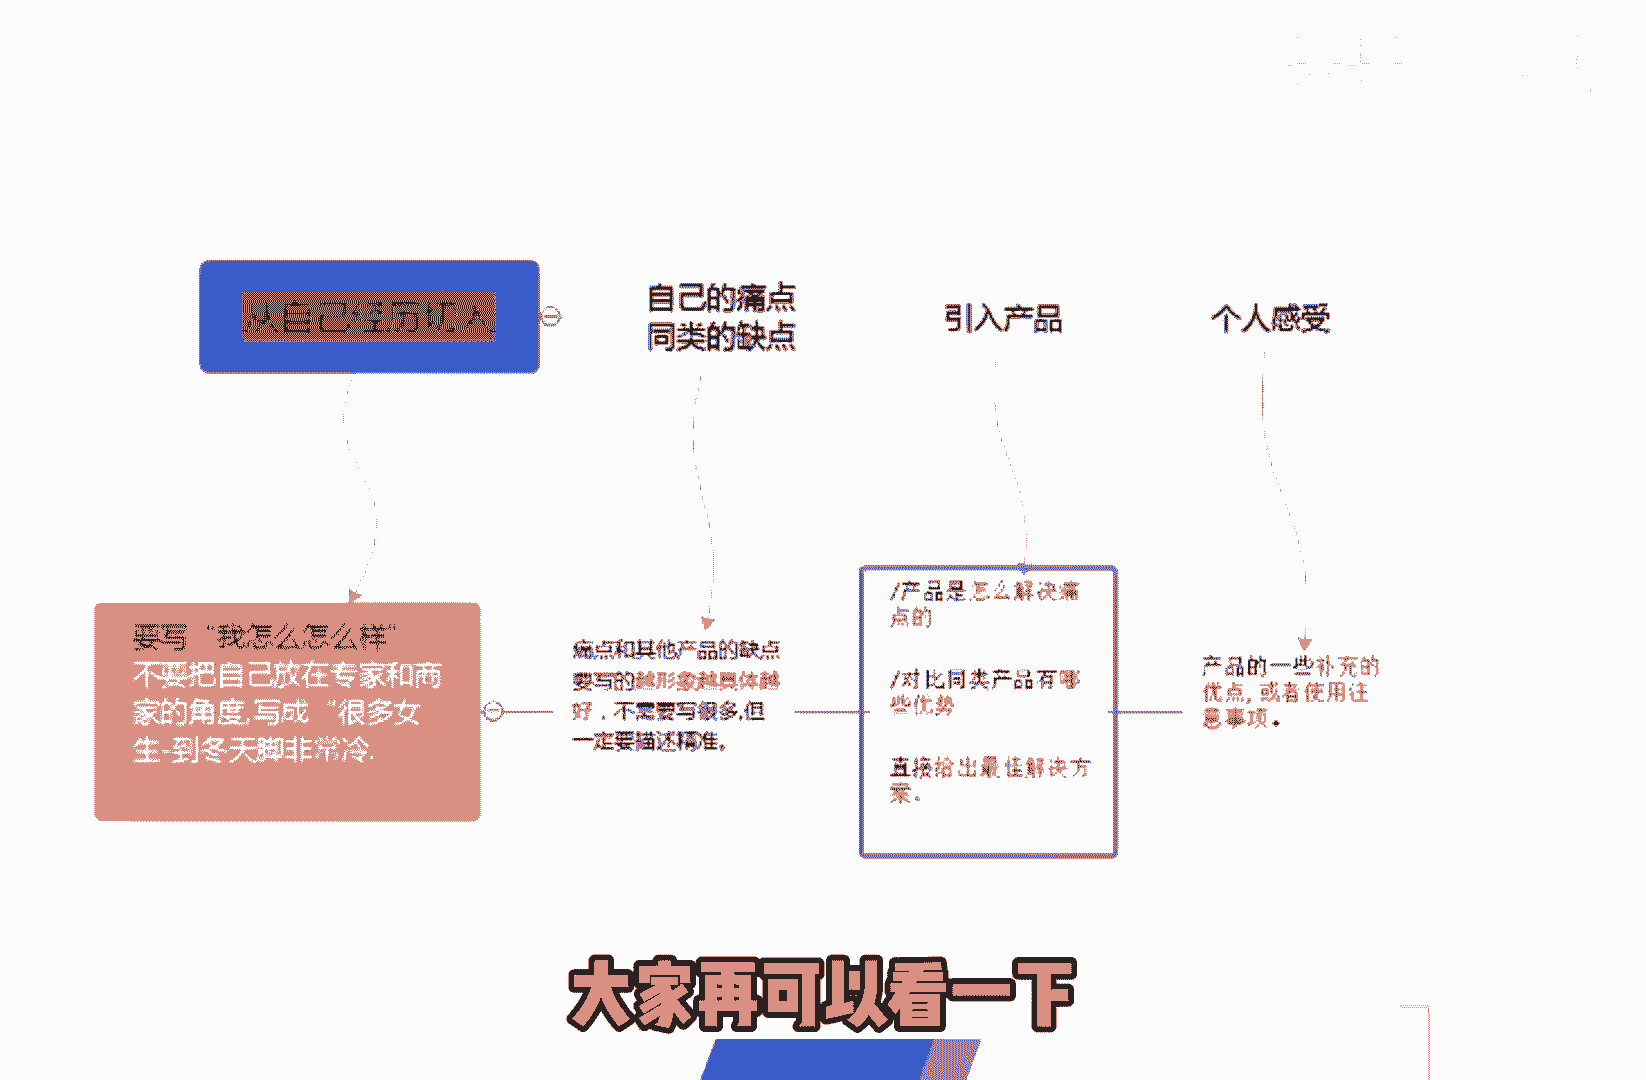 从自己经历记入
自己的痛点
同类的缺点
引入产品
个人感受
要写“我怎么怎么样”
不要把自己放在专家和商
家的角度,写成“很多女
生-到冬天脚非常冷.
痛点和其他产品的缺点
要写的越形象越具体越
好，不需要写很多,但
一定要描述精准。
/产品是怎么解决痛
点的
/对比同类产品有哪
些优势
直接给出最佳解决方
案.
产品的一些补充的
优点, 或者使用注
意事项。
大家再可以看一下